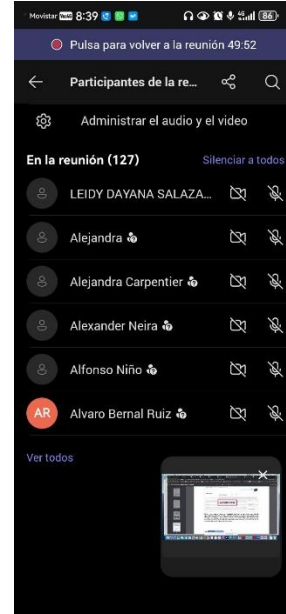 Movistar 8:39 86
Pulsa para volver a la reunión 49:52
Participantes de la re...
Administrar el audio y el video
En la reunión (127) Silenciar a todos
LEIDY DAYANA SALAZA...
Alejandra
Alejandra Carpentier
Alexander Neira
Alfonso Niño
AR Alvaro Bernal Ruiz
Ver todos